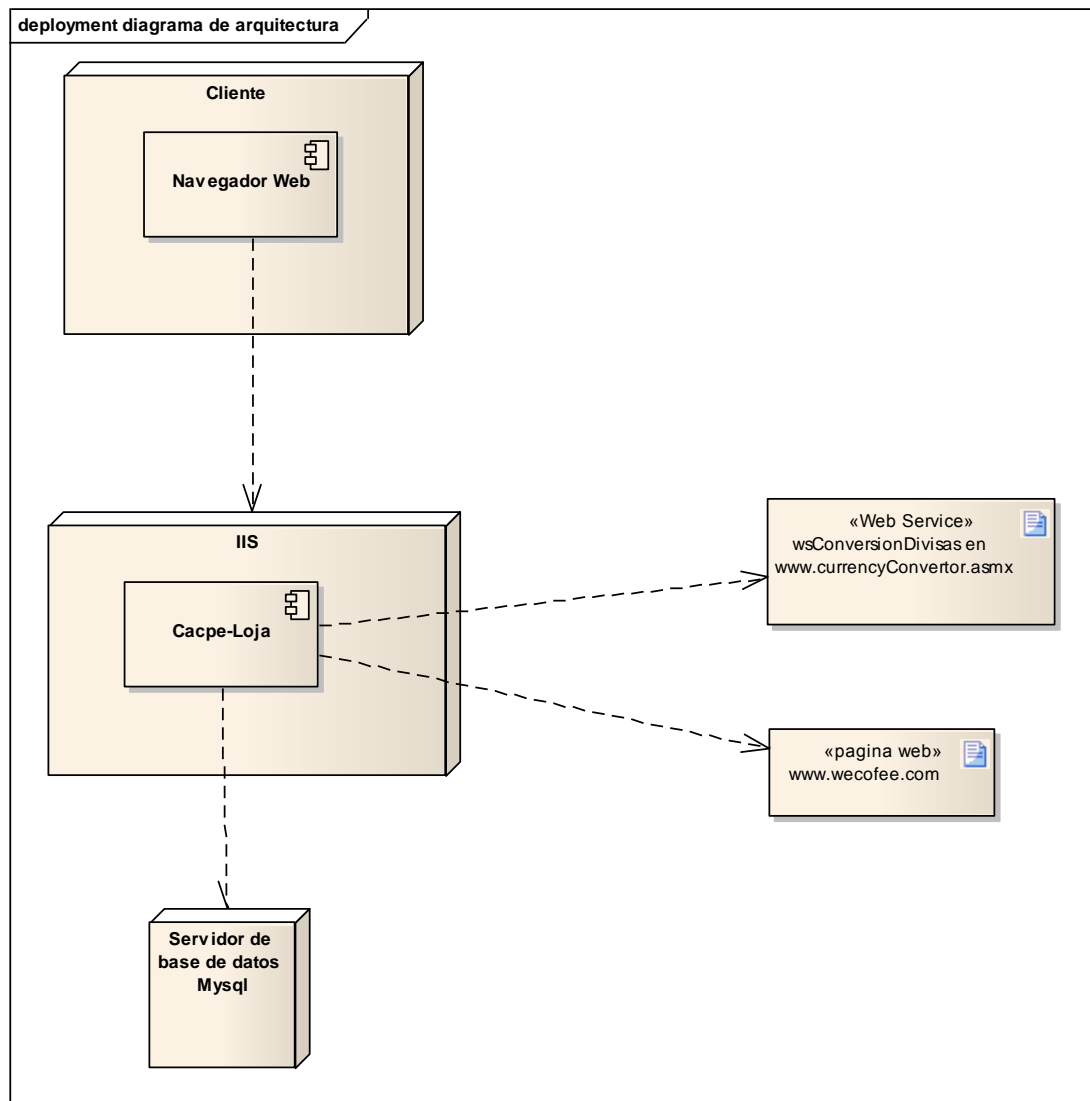 deployment diagrama de arquitectura
Cliente
Navegador Web
IIS
Cacpe-Loja
«Web Service»
wsConversionDivisas en
www.currencyConvertor.asmx
«pagina web»
www.wecofee.com
Servidor de
base de datos
Mysql